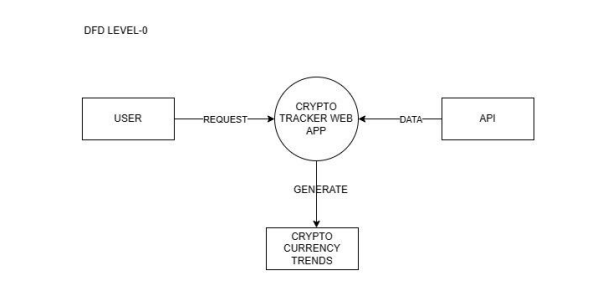 DFD LEVEL-0
USER
REQUEST
CRYPTO
TRACKER WEB
APP
DATA
API
GENERATE
CRYPTO
CURRENCY
TRENDS